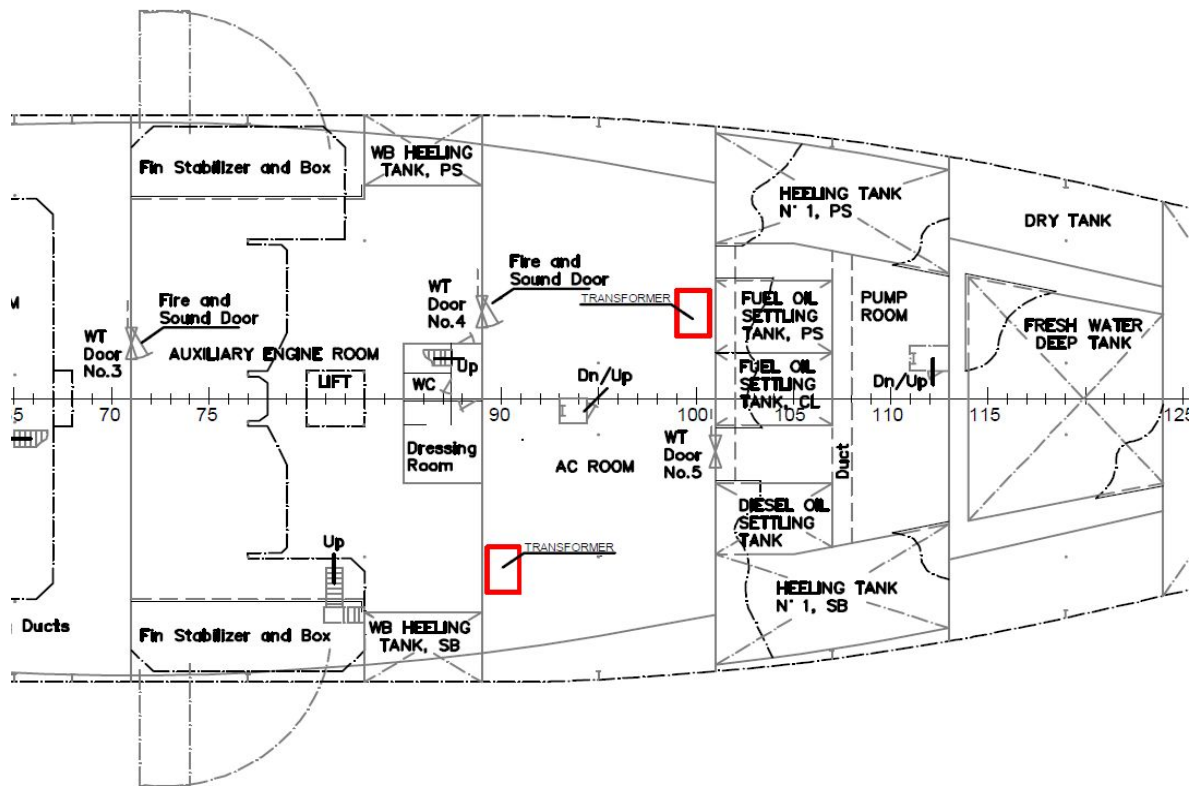 Fin Stabilizer and Box
WB HEELING
TANK, PS
HEELING TANK
N° 1, PS
DRY TANK
Fire and
Sound Door
WT
Door
No.4
TRANSFORMER
FUEL OIL
SETTLING
TANK, PS
PUMP
ROOM
FRESH WATER
DEEP TANK
Fire and
Sound Door
WT
Door
No.3
AUXILIARY ENGINE ROOM
LIFT
Up
WC
Dn/Up
FUEL OIL
SETTLING
TANK, CL
Dn/Up
70
75
90
100
105
110
115
125
Dressing
Room
AC ROOM
WT
Door
No.5
Duct
DIESEL OIL
SETTLING
TANK
Up
TRANSFORMER
HEELING TANK
N° 1, SB
Ducts
Fin Stabilizer and Box
WB HEELING
TANK, SB